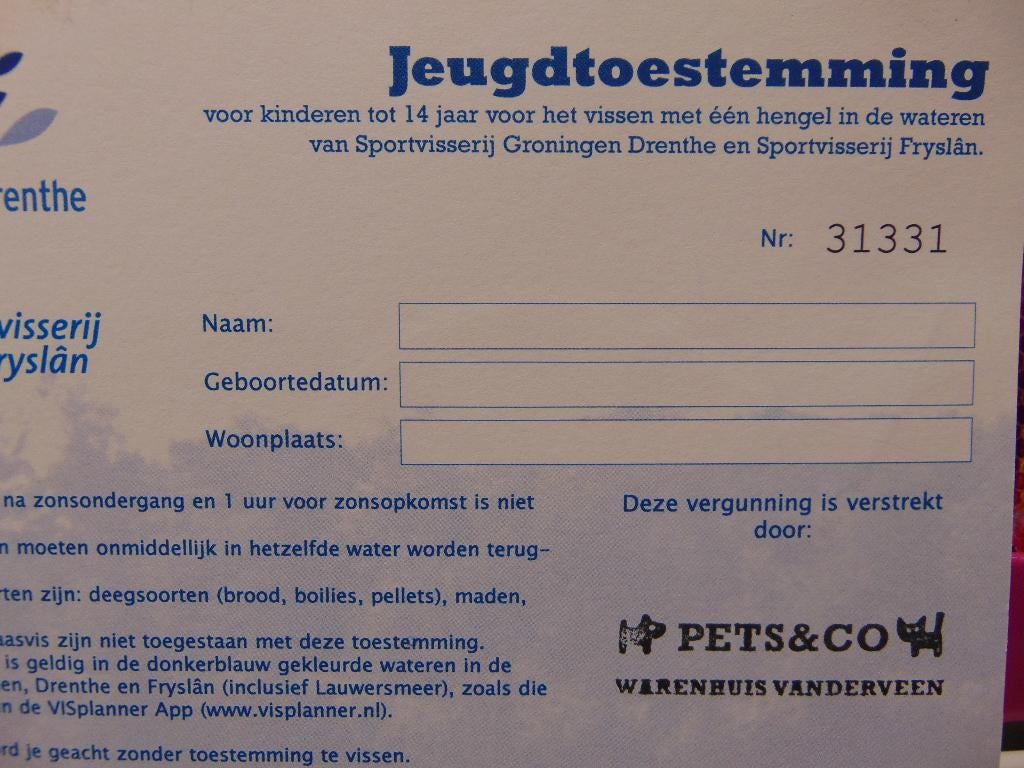 Jeugdtoestemming
voor kinderen tot 14 jaar voor het vissen met één hengel in de wateren
van Sportvisserij Groningen Drenthe en Sportvisserij Fryslân.
renthe
Nr: 31331
visserij
ryslân
Naam:
Geboortedatum:
Woonplaats:
na zonsondergang en 1 uur voor zonsopkomst is niet
n moeten onmiddellijk in hetzelfde water worden terug-
rten zijn: deegsoorten (brood, boilies, pellets), maden,
aasvis zijn niet toegestaan met deze toestemming.
is geldig in de donkerblauw gekleurde wateren in de
en, Drenthe en Fryslân (inclusief Lauwersmeer), zoals die
n de VISplanner App (www.visplanner.nl).
rd je geacht zonder toestemming te vissen.
Deze vergunning is verstrekt
door:
PETS&CO
WARENHUIS VANDERVEEN